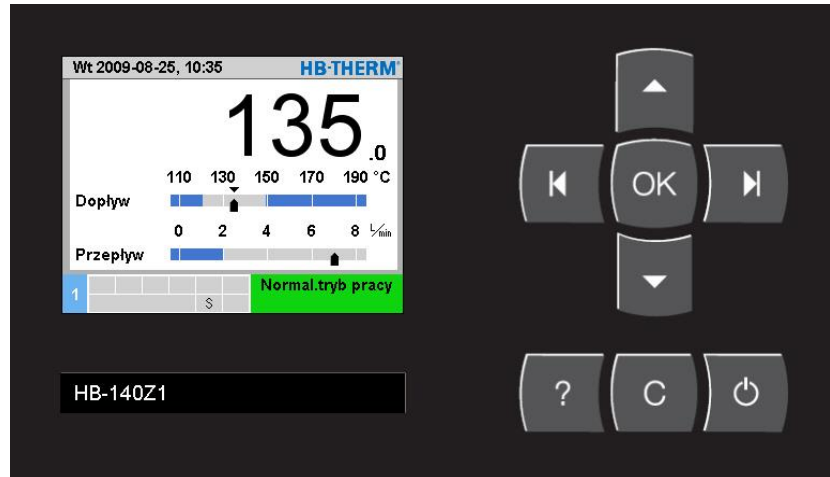 Wt 2009-08-25, 10:35 HB-THERM®
135.0
110 130 150 170 190 °C
Dopływ
0 2 4 6 8 L/min
Przepływ
1 S Normal.tryb pracy
HB-140Z1
OK
? C